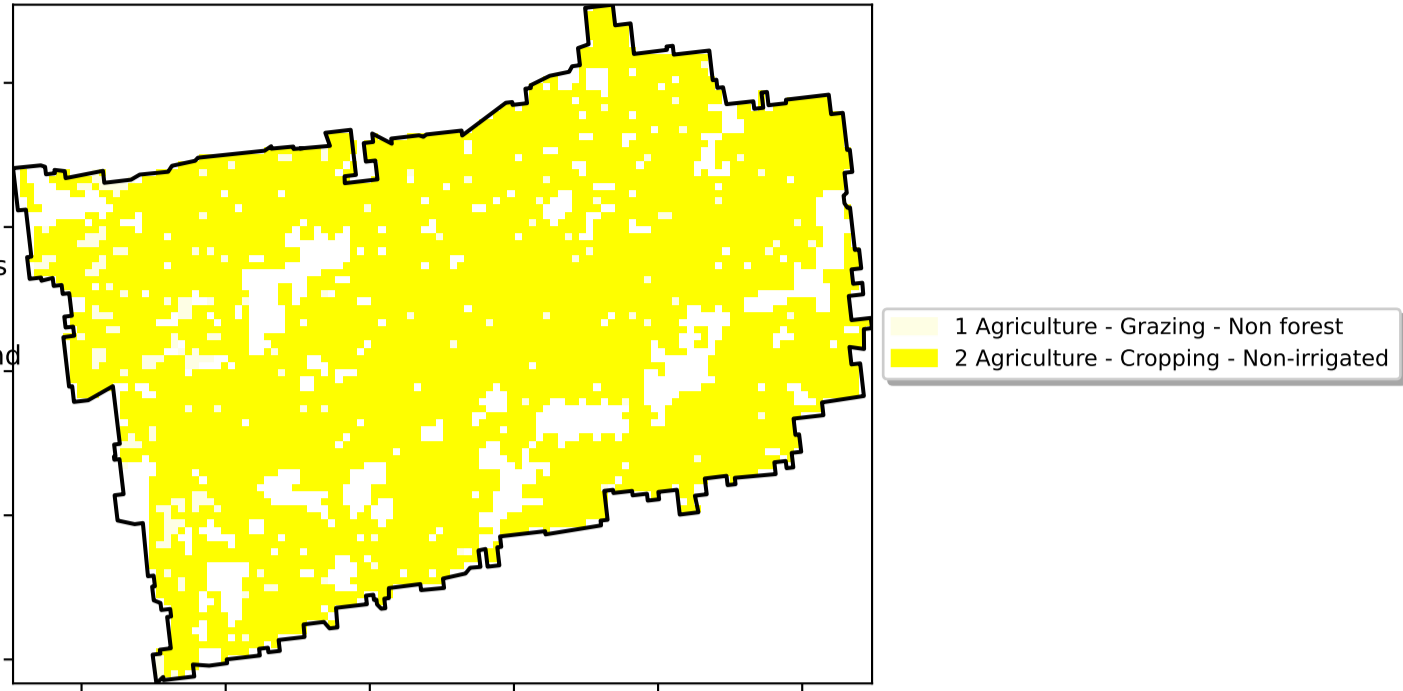 1 Agriculture - Grazing - Non forest
2 Agriculture - Cropping - Non-irrigated